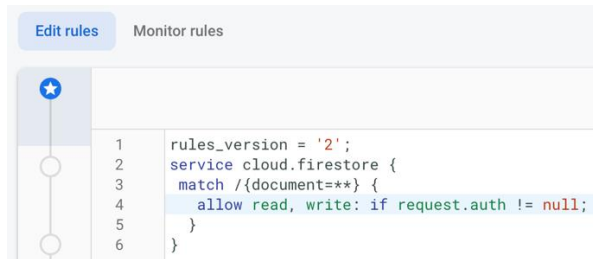 Edit rules Monitor rules
1 rules_version = '2';
2 service cloud.firestore {
3 match /{document=**} {
4 allow read, write: if request.auth != null;
5 }
6 }